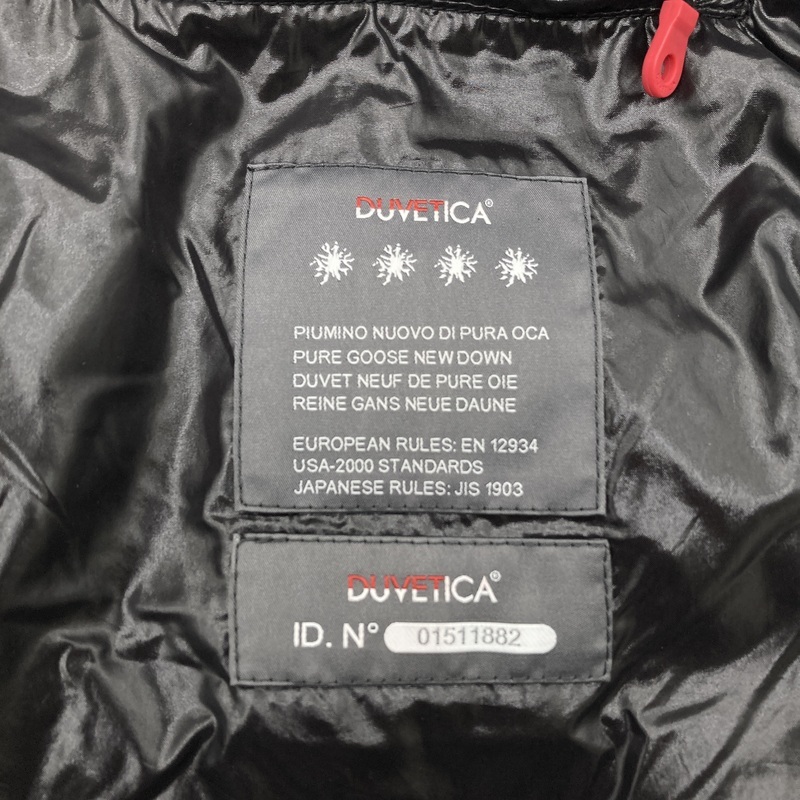 DUVETICA®
PIUMINO NUOVO DI PURA OCA
PURE GOOSE NEW DOWN
DUVET NEUF DE PURE OIE
REINE GANS NEUE DAUNE
EUROPEAN RULES: EN 12934
USA-2000 STANDARDS
JAPANESE RULES: JIS 1903
DUVETICA®
ID. N° 01511882